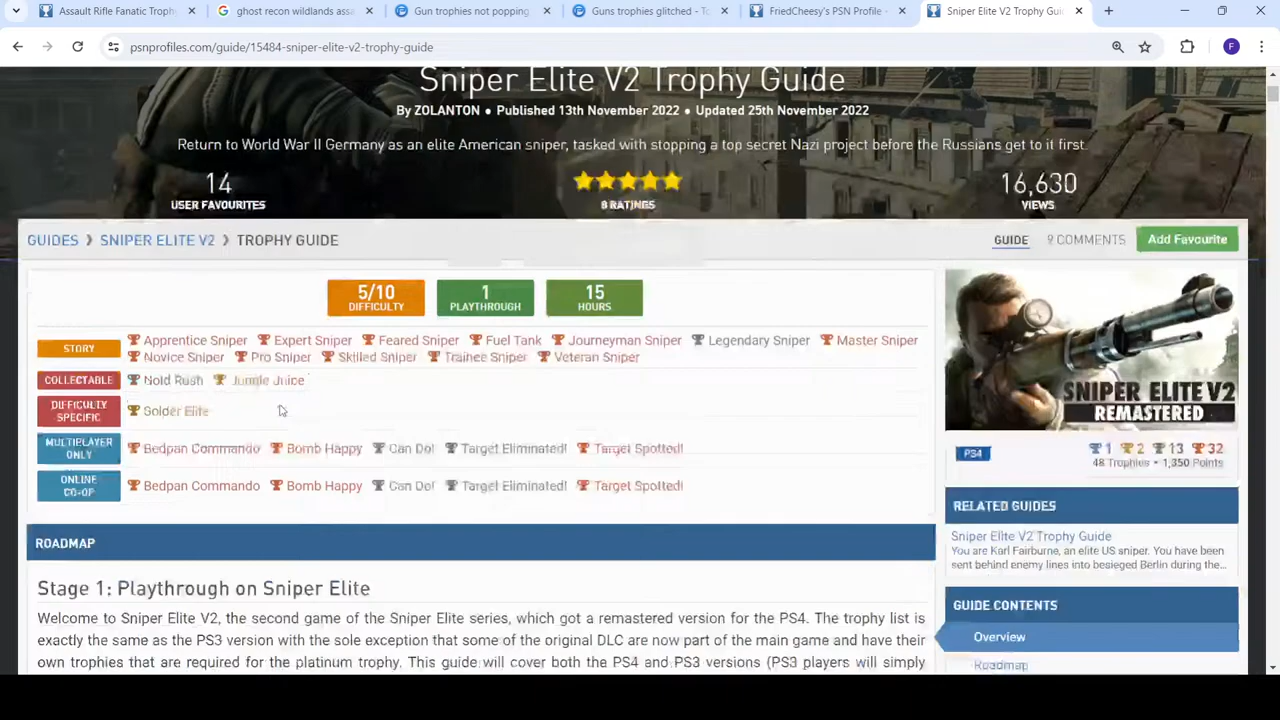 Assault Rifle Fanatic Trophy
ghost recon wildlands assa
Gun trophies not popping
Guns trophies glitched - To
FriedCheesy's PSN Profile -
Sniper Elite V2 Trophy Guid
psnprofiles.com/guide/15484-sniper-elite-v2-trophy-guide
F
Sniper Elite V2 Trophy Guide
By ZOLANTON • Published 13th November 2022 • Updated 25th November 2022
Return to World War II Germany as an elite American sniper, tasked with stopping a top secret Nazi project before the Russians get to it first.
14
USER FAVOURITES
8 RATINGS
16,630
VIEWS
GUIDES > SNIPER ELITE V2 > TROPHY GUIDE
GUIDE
9 COMMENTS
Add Favourite
5/10
DIFFICULTY
1
PLAYTHROUGH
15
HOURS
STORY
Apprentice Sniper Expert Sniper Feared Sniper Fuel Tank Journeyman Sniper Legendary Sniper Master Sniper
Novice Sniper Pro Sniper Skilled Sniper Trainee Sniper Veteran Sniper
COLLECTABLE
Nold Rush Jungle Juice
DIFFICULTY
SPECIFIC
Solder Elite
MULTIPLAYER
ONLY
Bedpan Commando Bomb Happy Can Do! Target Eliminated! Target Spotted!
ONLINE
CO-OP
Bedpan Commando Bomb Happy Can Do! Target Eliminated! Target Spotted!
SNIPER ELITE V2
REMASTERED
PS4
1 2 13 32
48 Trophies • 1,350 Points
RELATED GUIDES
Sniper Elite V2 Trophy Guide
You are Karl Fairburne, an elite US sniper. You have been
sent behind enemy lines into besieged Berlin during the...
GUIDE CONTENTS
Overview
Roadmap
ROADMAP
Stage 1: Playthrough on Sniper Elite
Welcome to Sniper Elite V2, the second game of the Sniper Elite series, which got a remastered version for the PS4. The trophy list is
exactly the same as the PS3 version with the sole exception that some of the original DLC are now part of the main game and have their
own trophies that are required for the platinum trophy. This guide will cover both the PS4 and PS3 versions (PS3 players will simply